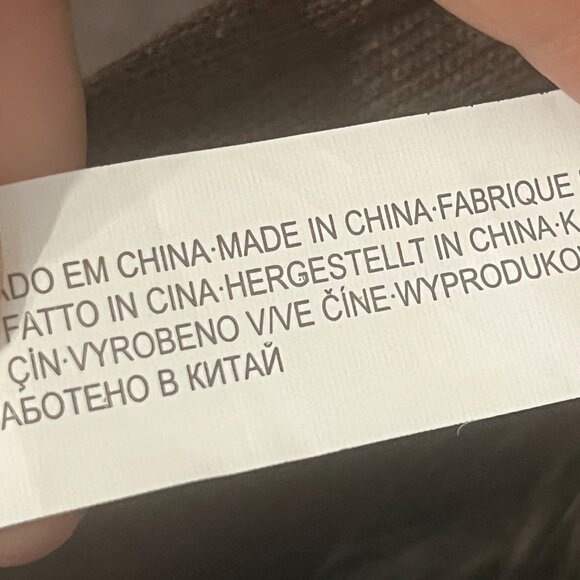 ADO EM CHINA·MADE IN CHINA·FABRIQUE
FATTO IN CINA·HERGESTELLT IN CHINA·K
ÇİN·VYROBENO V/VE ČÍNE·WYPRODUKO
АБОТЕНО В КИТАЙ